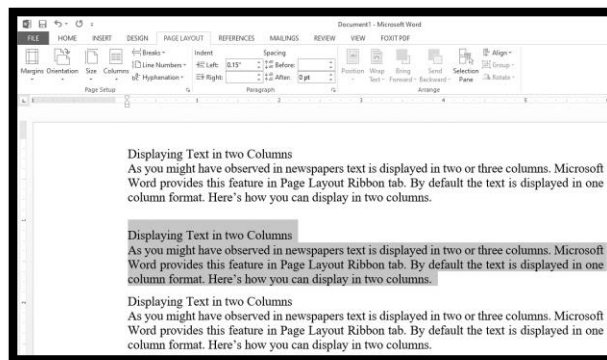 Document1 - Microsoft Word
FILE HOME INSERT DESIGN PAGE LAYOUT REFERENCES MAILINGS REVIEW VIEW FOXIT PDF
Margins Orientation Size Columns
Breaks
Line Numbers
Hyphenation
Page Setup
Indent Spacing
Left: 0.15" Before:
Right: After: 0 pt
Paragraph
Position Wrap Text Bring Forward Send Backward Selection Pane
Align
Group
Rotate
Arrange
Displaying Text in two Columns
As you might have observed in newspapers text is displayed in two or three columns. Microsoft
Word provides this feature in Page Layout Ribbon tab. By default the text is displayed in one
column format. Here's how you can display in two columns.
Displaying Text in two Columns
As you might have observed in newspapers text is displayed in two or three columns. Microsoft
Word provides this feature in Page Layout Ribbon tab. By default the text is displayed in one
column format. Here's how you can display in two columns.
Displaying Text in two Columns
As you might have observed in newspapers text is displayed in two or three columns. Microsoft
Word provides this feature in Page Layout Ribbon tab. By default the text is displayed in one
column format. Here's how you can display in two columns.